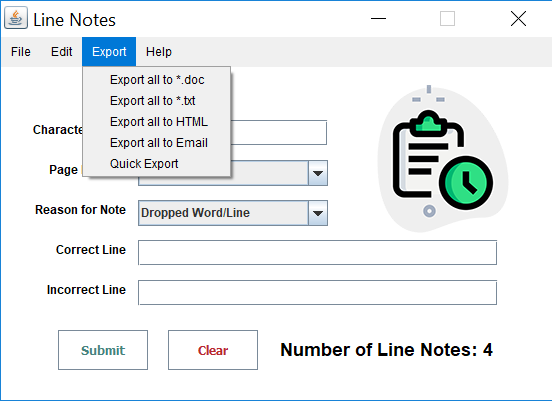 Line Notes
File Edit Export Help
Export all to *.doc
Export all to *.txt
Export all to HTML
Export all to Email
Quick Export
Page
Reason for Note Dropped Word/Line
Correct Line
Incorrect Line
Submit Clear Number of Line Notes: 4